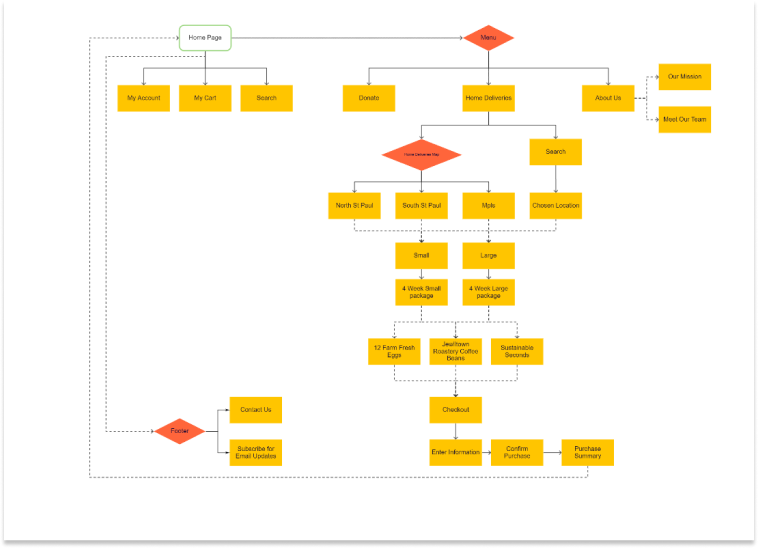 Home Page
Menu
Our Mission
My Account
My Cart
Search
Donate
Home Deliveries
About Us
Meet Our Team
Home Deliveries Map
Search
North St Paul
South St Paul
Mpls
Chosen Location
Small
Large
4 Week Small
package
4 Week Large
package
12 Farm Fresh
Eggs
Jewltown
Roastery Coffee
Beans
Sustainable
Seconds
Contact Us
Checkout
Footer
Subscribe for
Email Updates
Enter Information
Confirm
Purchase
Purchase
Summary